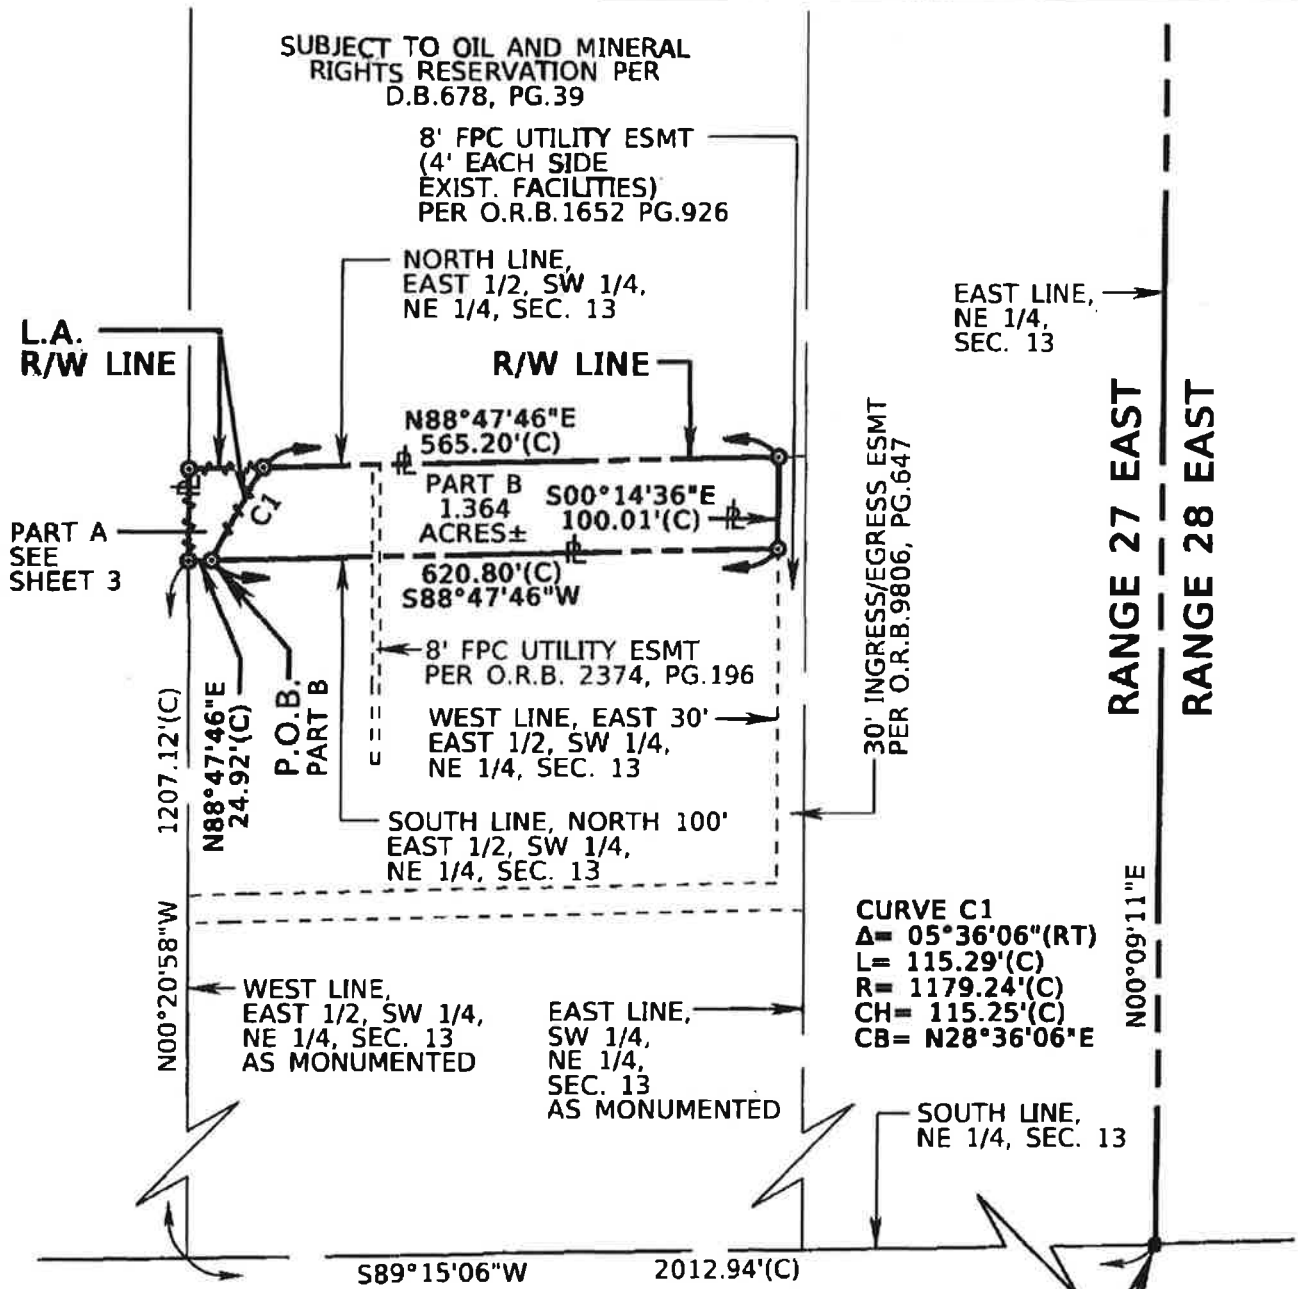 SUBJECT TO OIL AND MINERAL
RIGHTS RESERVATION PER
D.B.678, PG.39
8' FPC UTILITY ESMT
(4' EACH SIDE
EXIST. FACILITIES)
PER O.R.B.1652 PG.926
NORTH LINE,
EAST 1/2, SW 1/4,
NE 1/4, SEC. 13
EAST LINE,
NE 1/4,
SEC. 13
L.A.
R/W LINE
R/W LINE
N88°47'46"E
565.20'(C)
PART B
1.364
ACRES±
S00°14'36"E
100.01'(C)
C1
PART A
SEE
SHEET 3
620.80'(C)
S88°47'46"W
30' INGRESS/EGRESS ESMT
PER O.R.B.9806, PG.647
RANGE 27 EAST
RANGE 28 EAST
8' FPC UTILITY ESMT
PER O.R.B. 2374, PG.196
WEST LINE, EAST 30'
EAST 1/2, SW 1/4,
NE 1/4, SEC. 13
N88°47'46"E
24.92'(C)
P.O.B.
PART B
N00°20'58"W
1207.12'(C)
SOUTH LINE, NORTH 100'
EAST 1/2, SW 1/4,
NE 1/4, SEC. 13
CURVE C1
Δ= 05°36'06"(RT)
L= 115.29'(C)
R= 1179.24'(C)
CH= 115.25'(C)
CB= N28°36'06"E
N00°09'11"E
WEST LINE,
EAST 1/2, SW 1/4,
NE 1/4, SEC. 13
AS MONUMENTED
EAST LINE,
SW 1/4,
NE 1/4,
SEC. 13
AS MONUMENTED
SOUTH LINE,
NE 1/4, SEC. 13
S89°15'06"W
2012.94'(C)